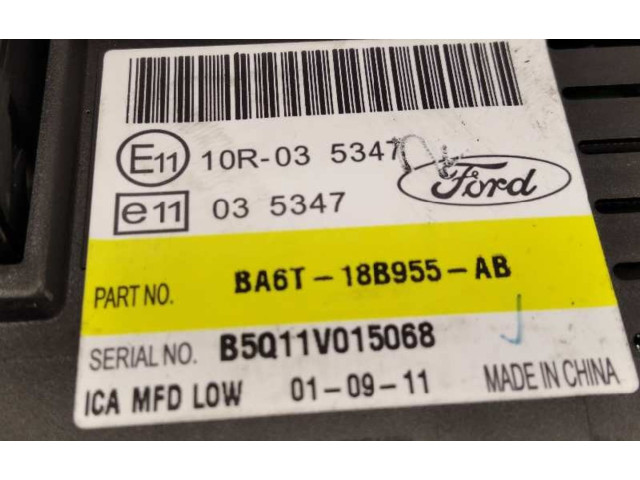 E11 10R-03 5347
Ford
e11 03 5347
PART NO. BA6T-18B955-AB
SERIAL NO. B5Q11V015068
ICA MFD LOW 01-09-11 MADE IN CHINA